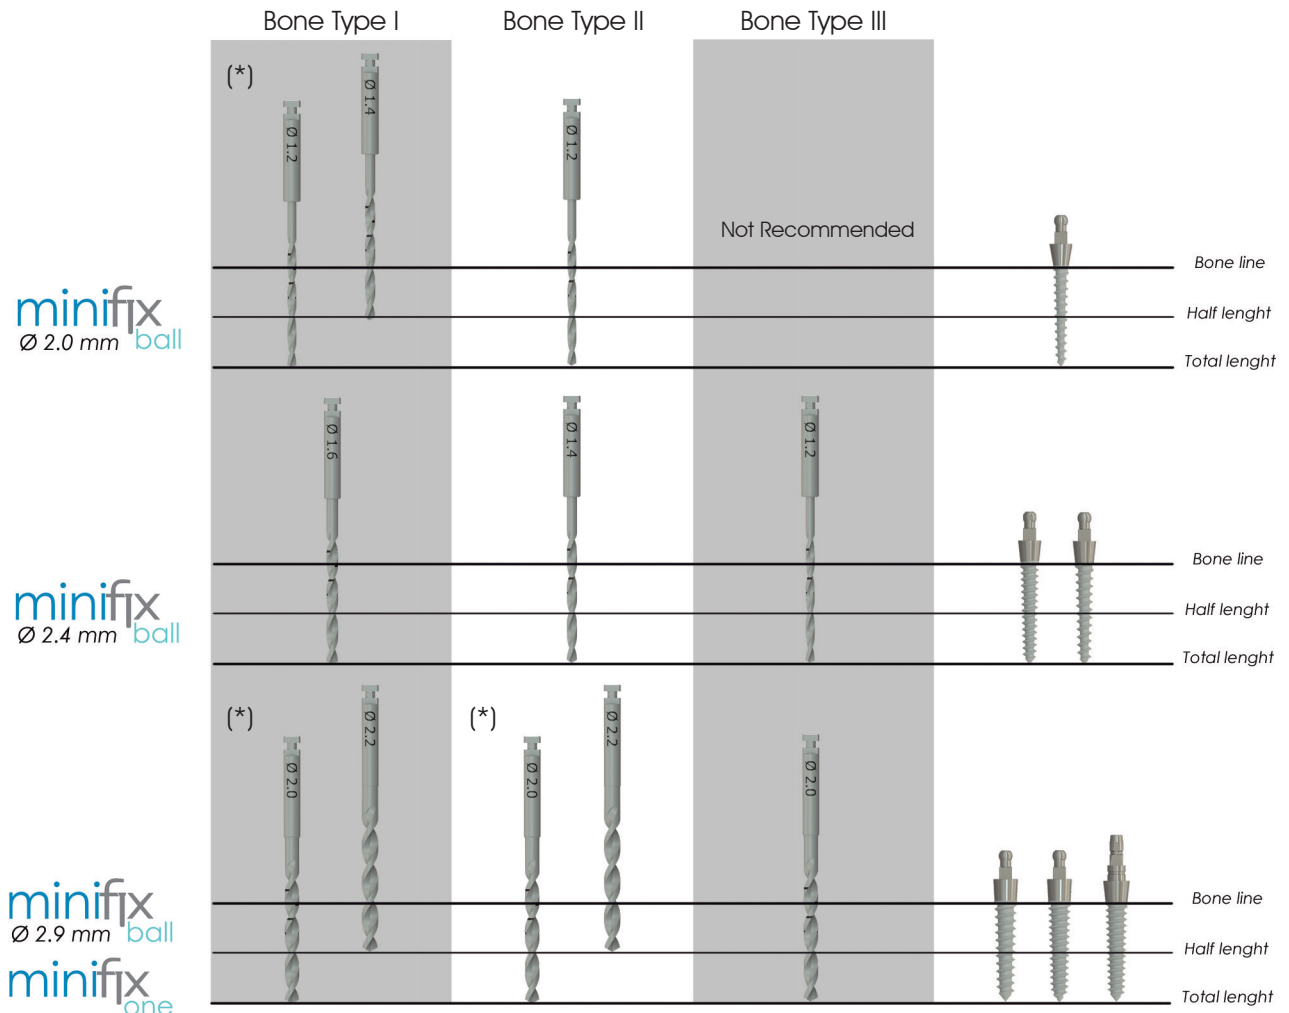 Bone Type I
Bone Type II
Bone Type III
(*)
Ø 1.2
Ø 1.4
Ø 1.2
Not Recommended
Bone line
minifix
ball
Ø 2.0 mm
Half lenght
Total lenght
Ø 1.6
Ø 1.4
Ø 1.2
Bone line
minifix
ball
Ø 2.4 mm
Half lenght
Total lenght
(*)
Ø 2.0
Ø 2.2
(*)
Ø 2.0
Ø 2.2
Ø 2.0
Bone line
minifix
ball
Ø 2.9 mm
Half lenght
minifix
one
Total lenght